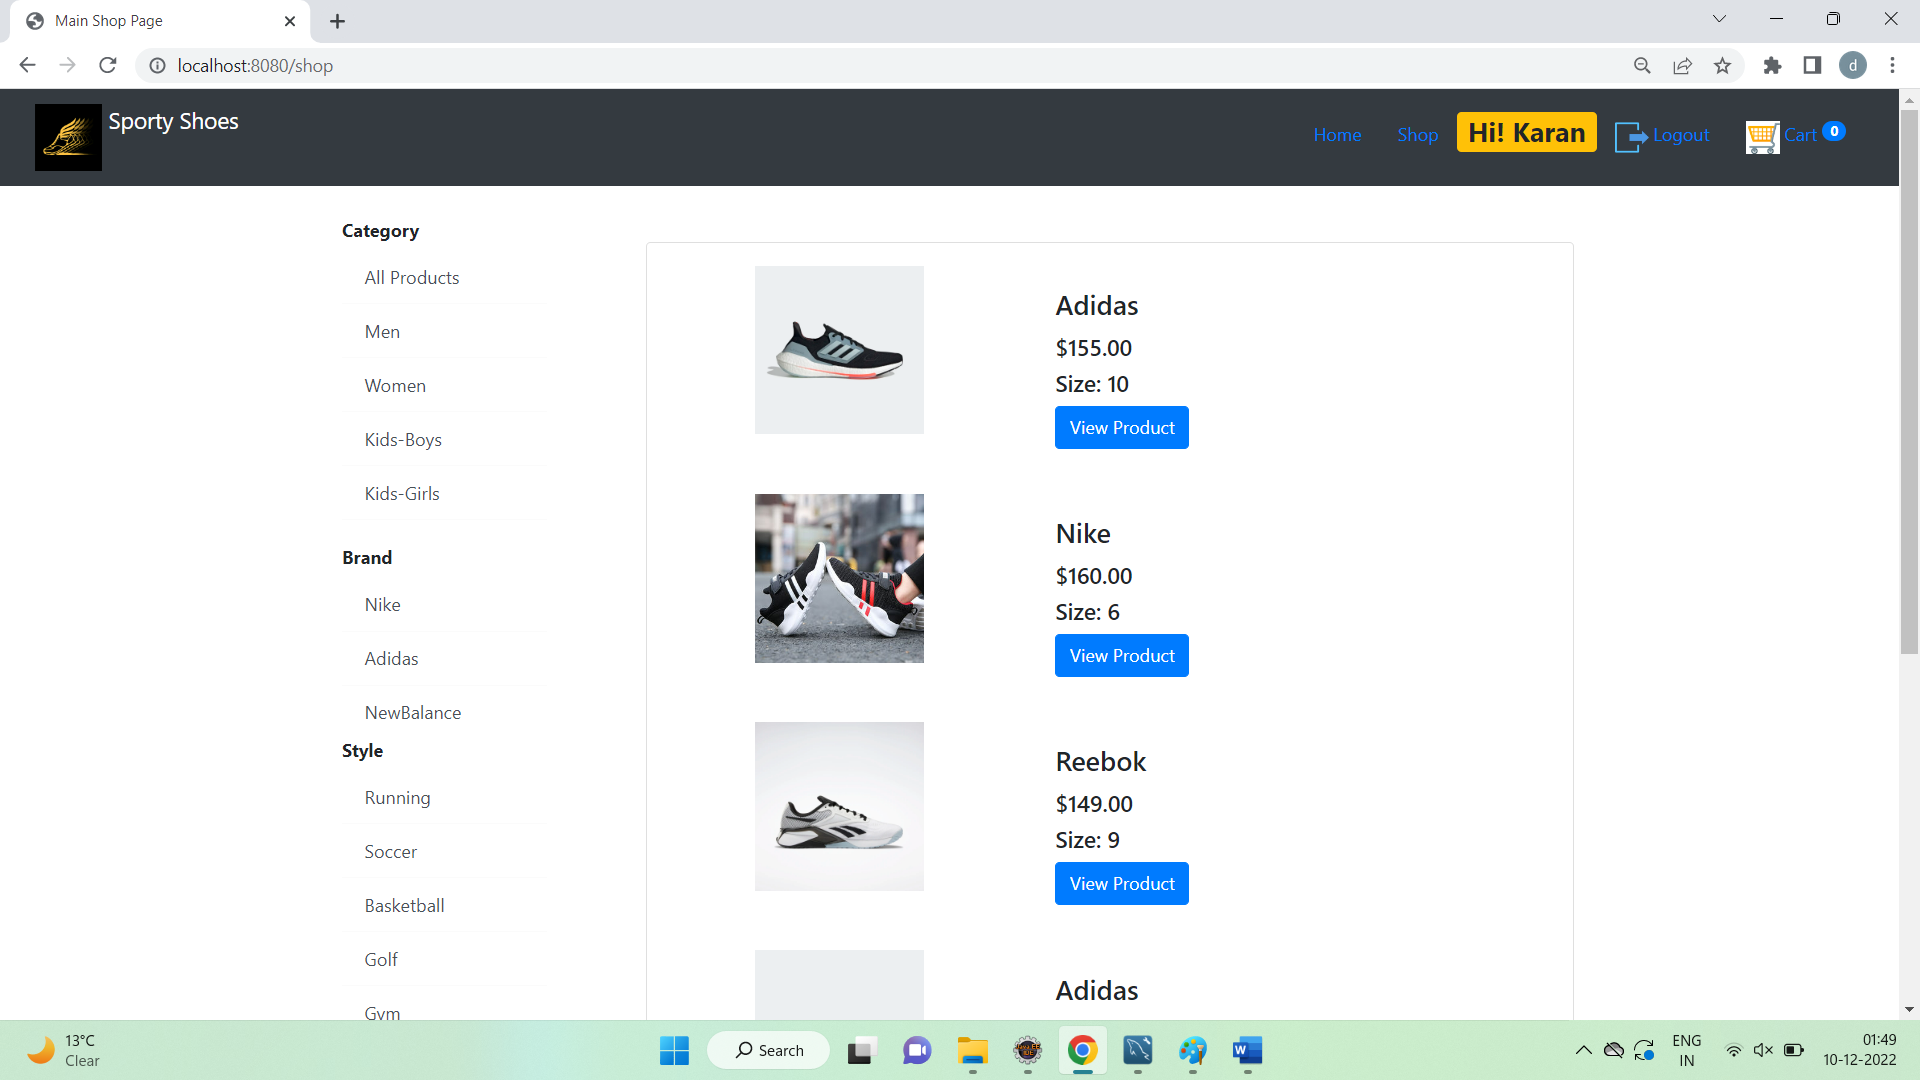 Main Shop Page
localhost:8080/shop
d
Sporty Shoes
Home
Shop
Hi! Karan
Logout
Cart 0
Category
All Products
Men
Women
Kids-Boys
Kids-Girls
Brand
Nike
Adidas
NewBalance
Style
Running
Soccer
Basketball
Golf
Gym
Adidas
$155.00
Size: 10
View Product
Nike
$160.00
Size: 6
View Product
Reebok
$149.00
Size: 9
View Product
Adidas
13°C
Clear
Search
W
ENG
IN
01:49
10-12-2022